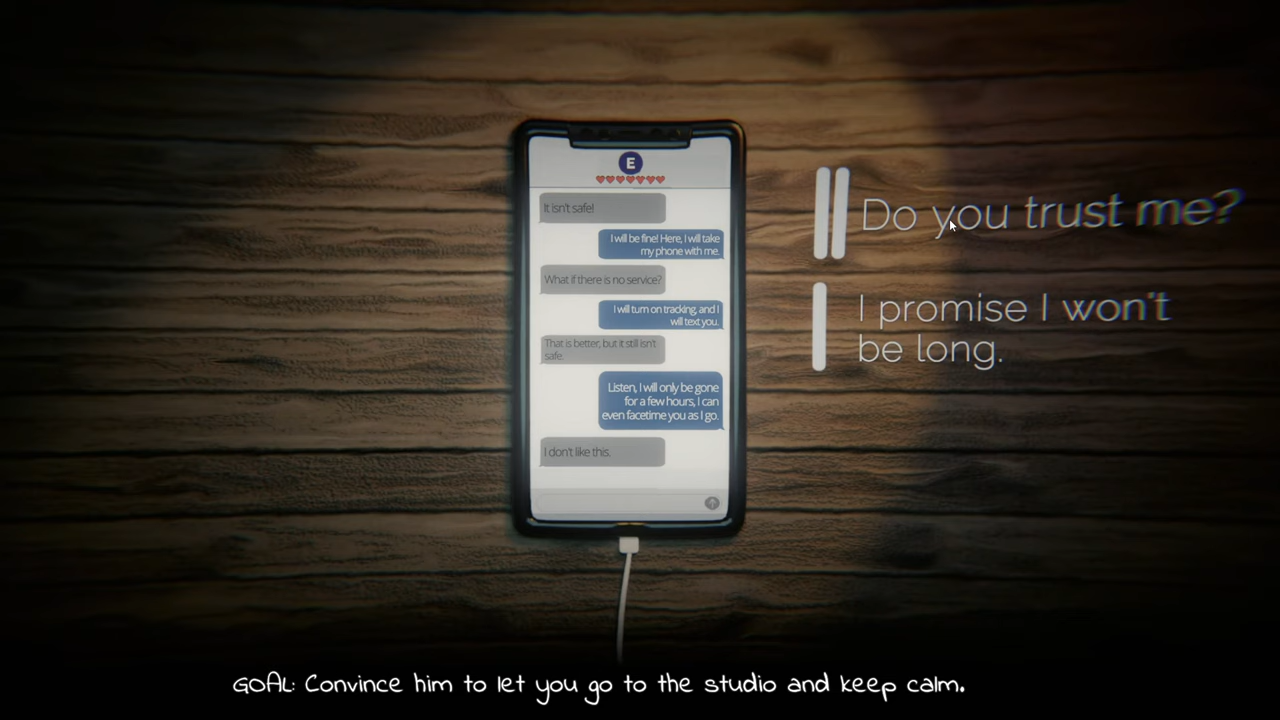 E
It isn't safe!
I will be fine! Here, I will take
my phone with me.
What if there is no service?
I will turn on tracking, and I
will text you.
That is better, but it still isn't
safe.
Listen, I will only be gone
for a few hours, I can
even facetime you as I go.
I don't like this.
Do you trust me?
I promise I won't
be long.
GOAL: Convince him to let you go to the studio and keep calm.